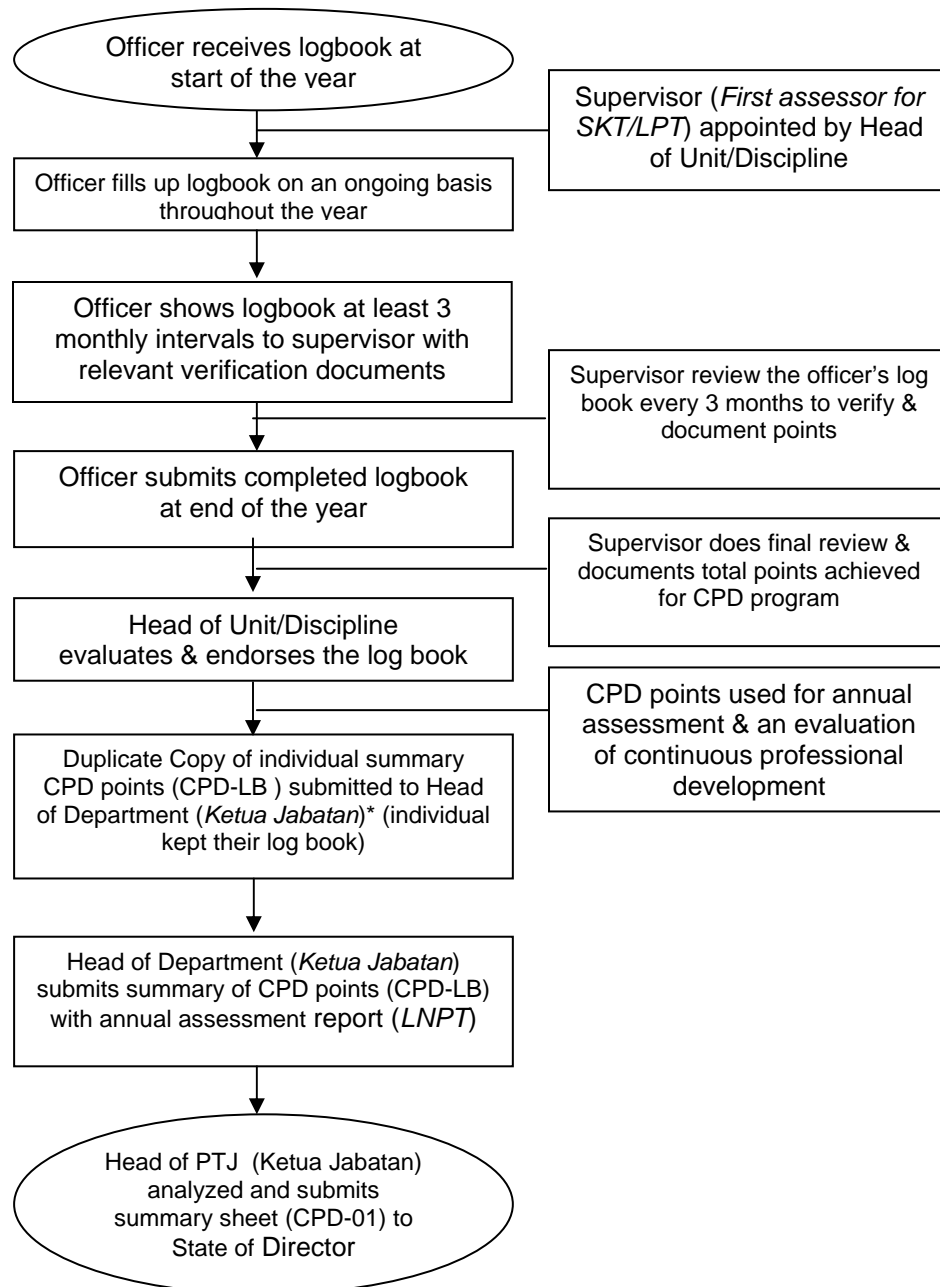 Officer receives logbook at
start of the year
Supervisor (First assessor for
SKT/LPT) appointed by Head
of Unit/Discipline
Officer fills up logbook on an ongoing basis
throughout the year
Officer shows logbook at least 3
monthly intervals to supervisor with
relevant verification documents
Supervisor review the officer's log
book every 3 months to verify &
document points
Officer submits completed logbook
at end of the year
Supervisor does final review &
documents total points achieved
for CPD program
Head of Unit/Discipline
evaluates & endorses the log book
CPD points used for annual
assessment & an evaluation
of continuous professional
development
Duplicate Copy of individual summary
CPD points (CPD-LB ) submitted to Head
of Department (Ketua Jabatan)* (individual
kept their log book)
Head of Department (Ketua Jabatan)
submits summary of CPD points (CPD-LB)
with annual assessment report (LNPT)
Head of PTJ (Ketua Jabatan)
analyzed and submits
summary sheet (CPD-01) to
State of Director